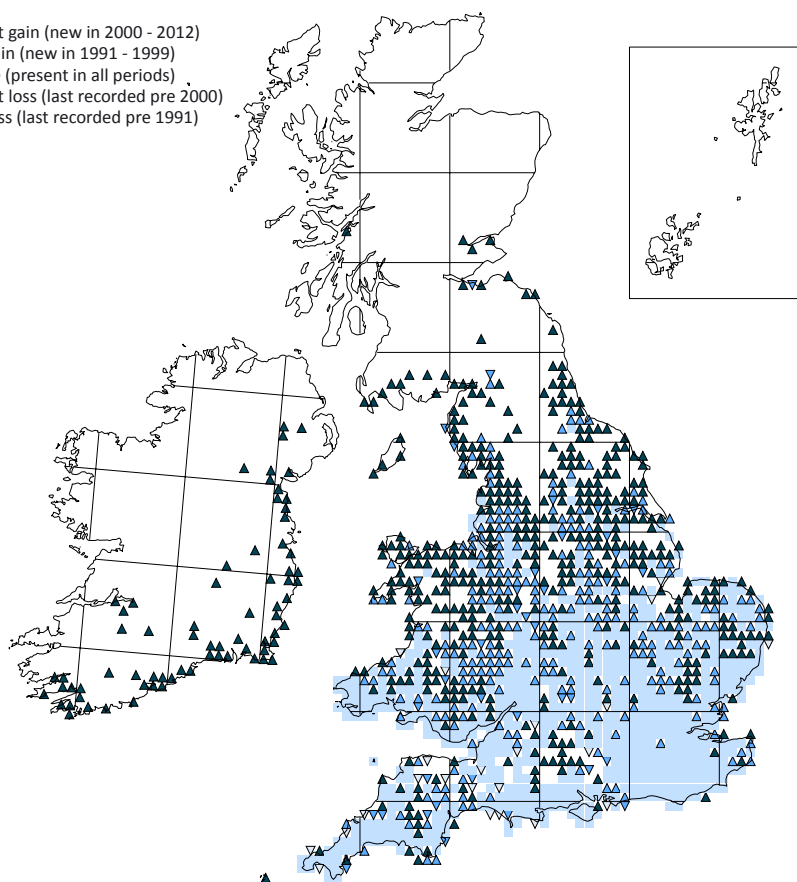 t gain (new in 2000 - 2012)
in (new in 1991 - 1999)
(present in all periods)
t loss (last recorded pre 2000)
ss (last recorded pre 1991)